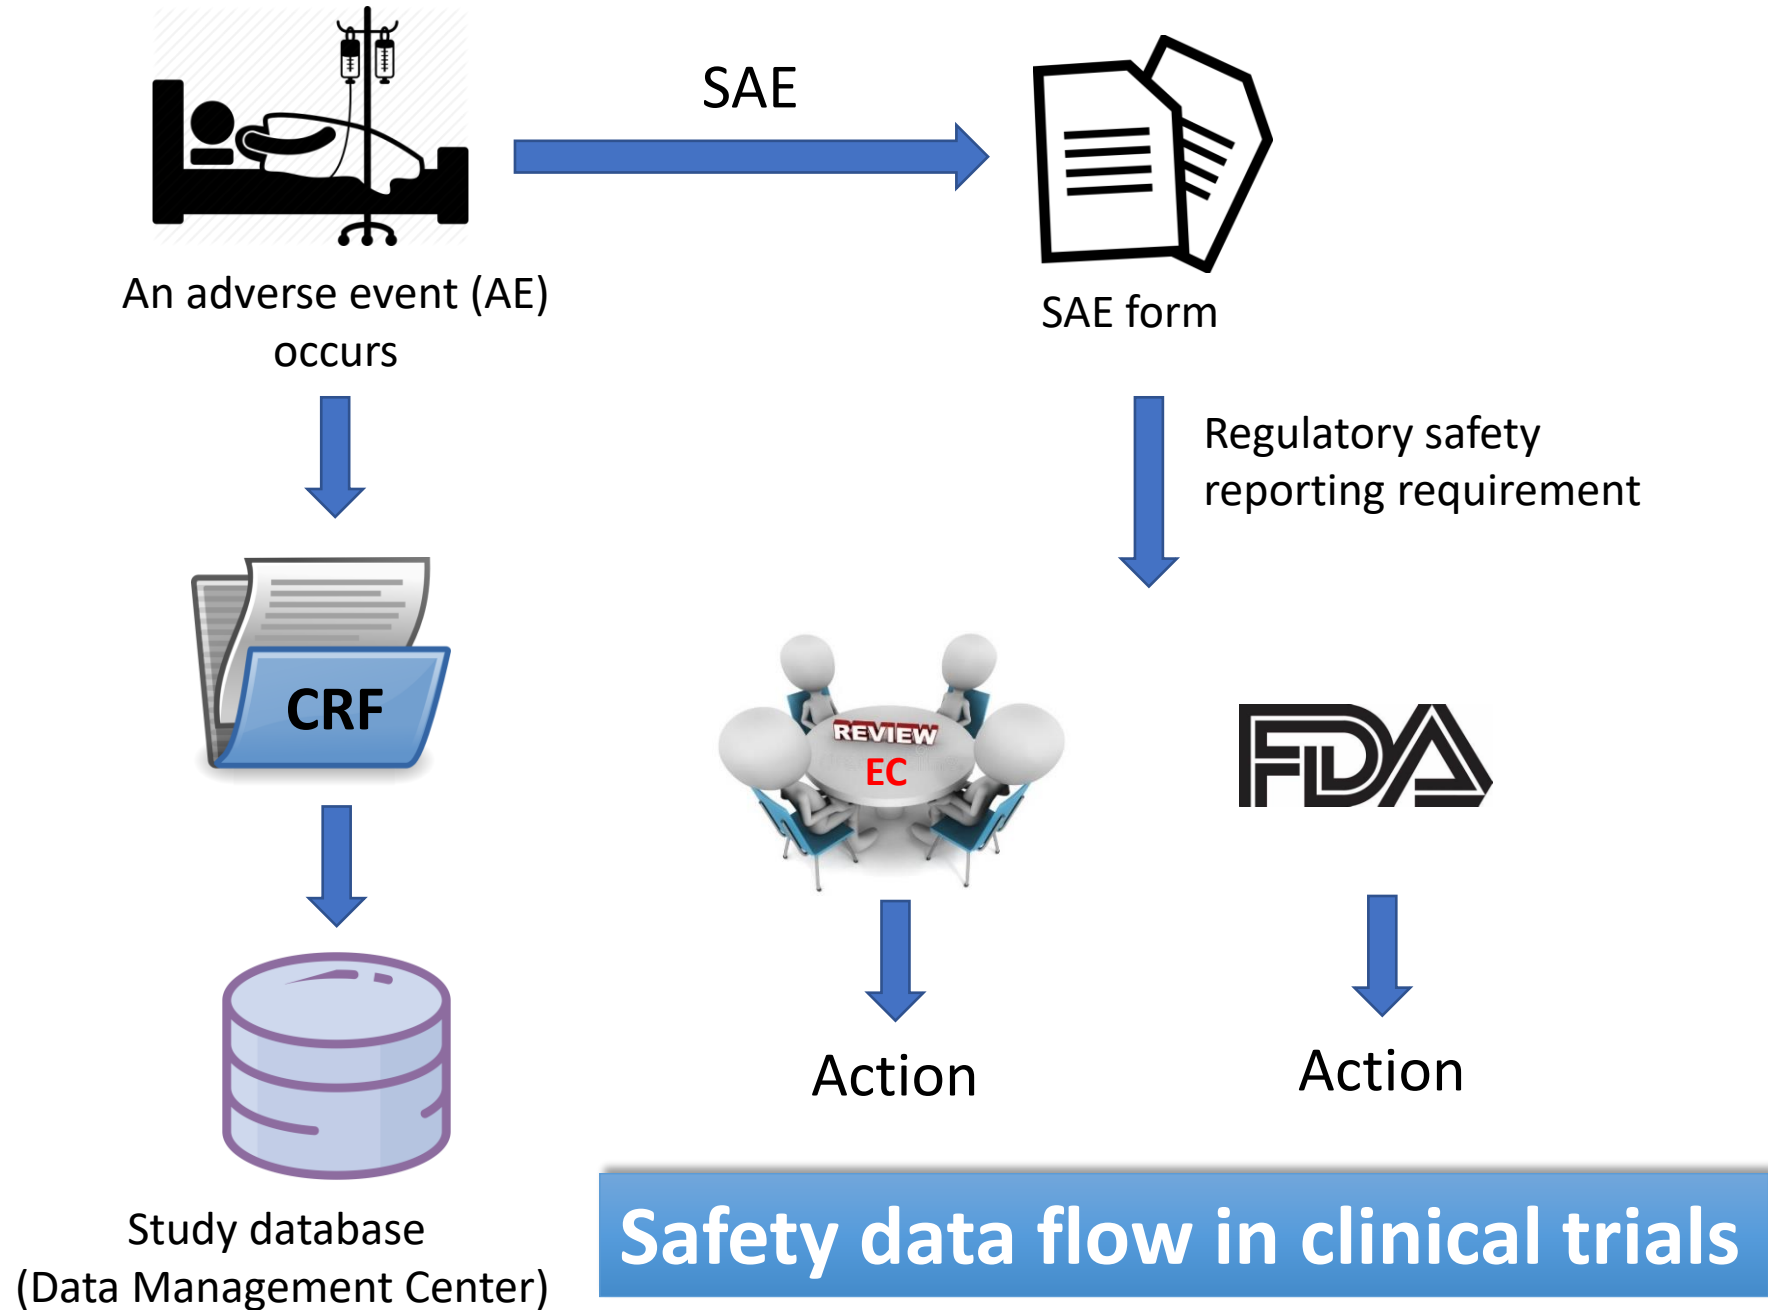 SAE
An adverse event (AE)
occurs
SAE form
Regulatory safety
reporting requirement
CRF
REVIEW
EC
FDA
Action
Action
Study database
(Data Management Center)
Safety data flow in clinical trials